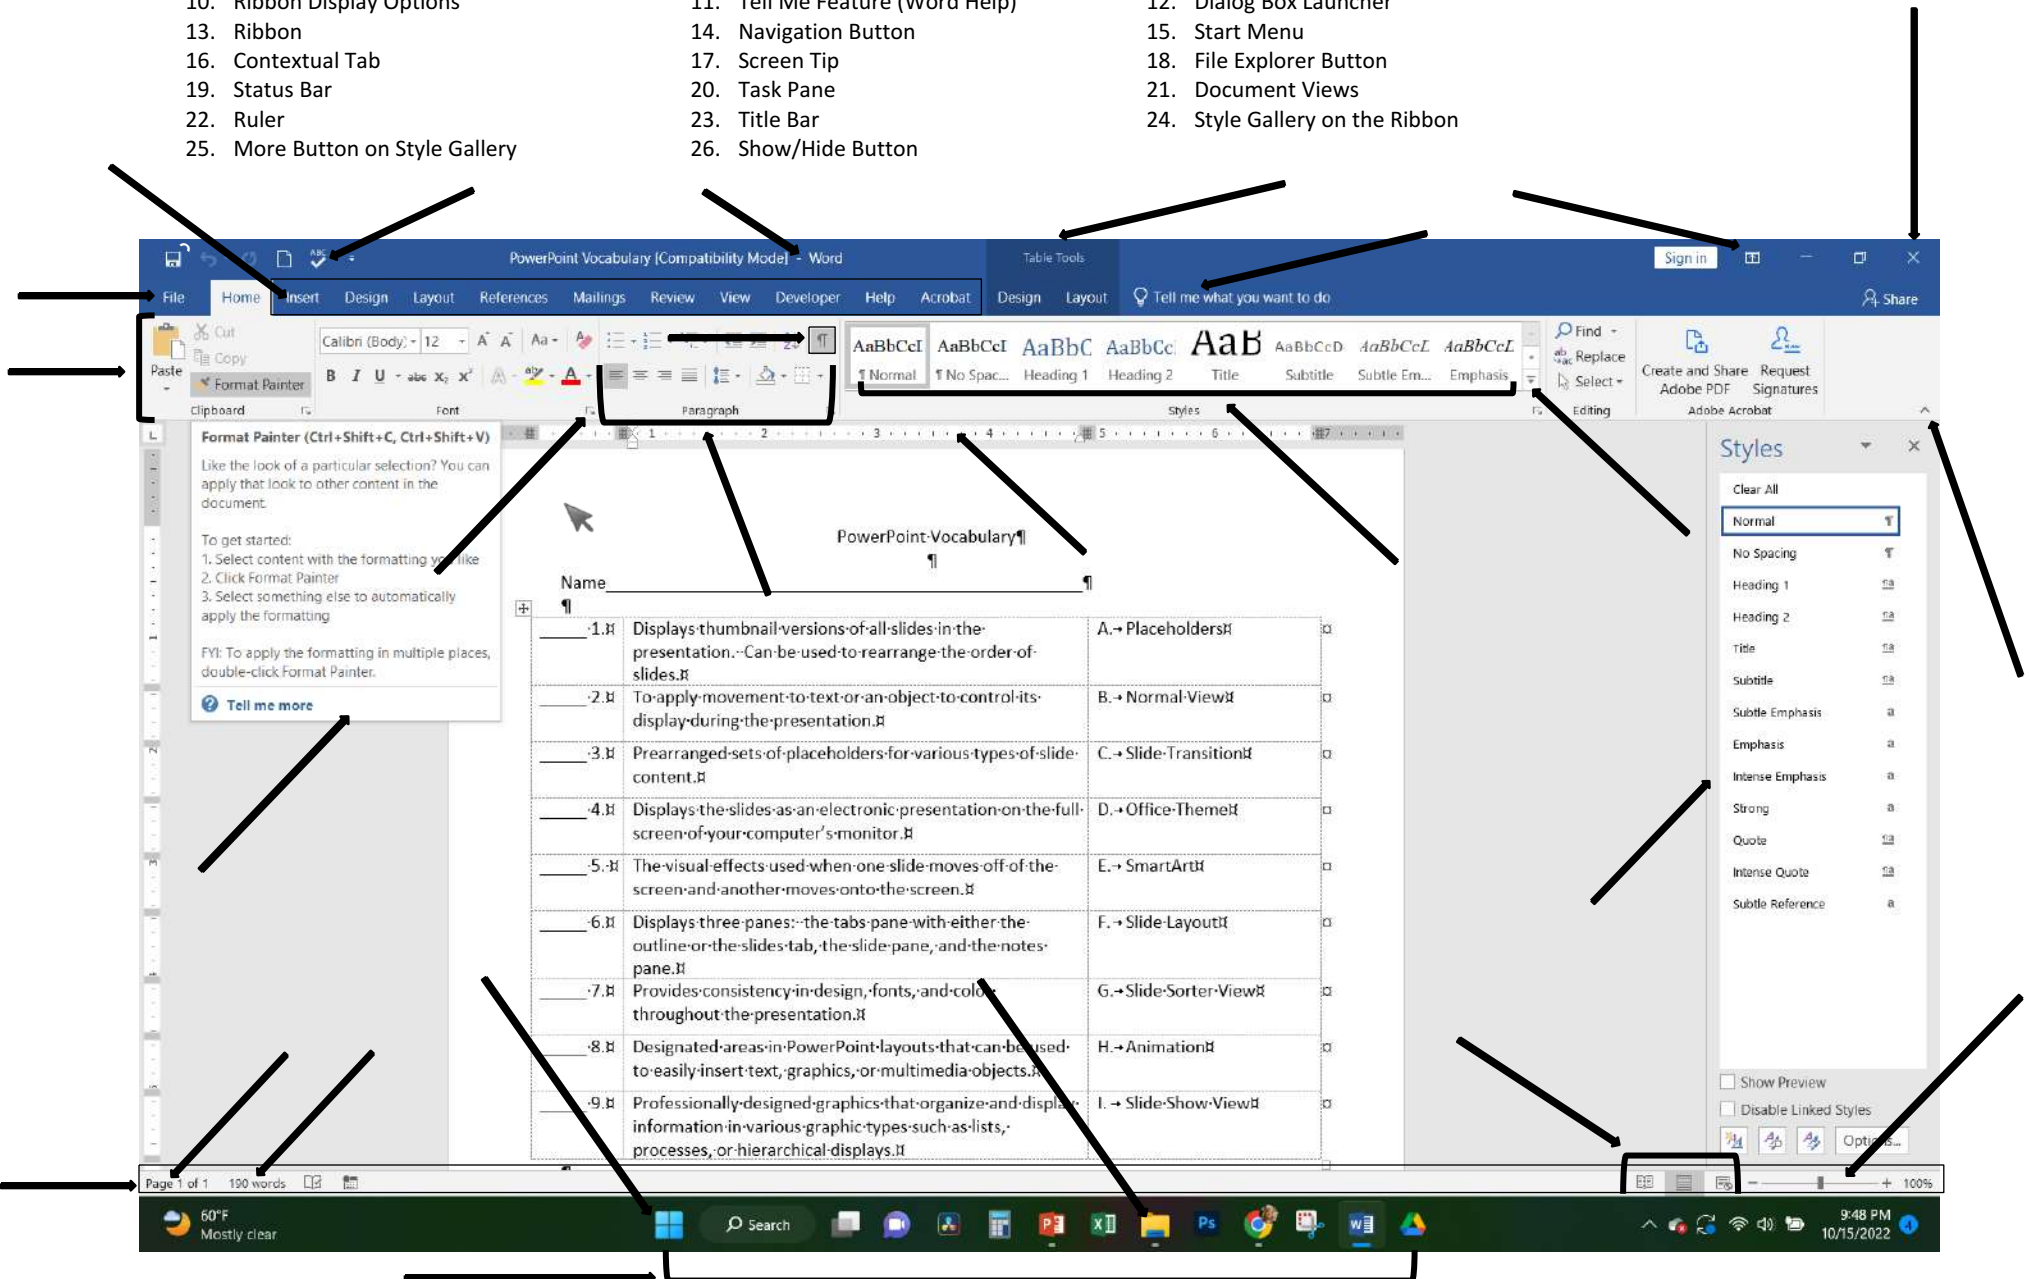 10. Ribbon Display Options 11. Tell Me Feature (Word Help) 12. Dialog Box Launcher
13. Ribbon 14. Navigation Button 15. Start Menu
16. Contextual Tab 17. Screen Tip 18. File Explorer Button
19. Status Bar 20. Task Pane 21. Document Views
22. Ruler 23. Title Bar 24. Style Gallery on the Ribbon
25. More Button on Style Gallery 26. Show/Hide Button
PowerPoint Vocabulary [Compatibility Mode] - Word Table Tools Sign in
File Home Insert Design Layout References Mailings Review View Developer Help Acrobat Design Layout Tell me what you want to do Share
Cut
Copy
Paste
Format Painter
Clipboard
Calibri (Body) 12
Font
Paragraph
AaBbCcI AaBbCcI AaBbC AaBbCc AaB AaBbCcD AaBbCcL AaBbCcL
¶ Normal ¶ No Spac... Heading 1 Heading 2 Title Subtitle Subtle Em... Emphasis
Styles
Find
Replace
Select
Editing
Create and Share Adobe PDF
Request Signatures
Adobe Acrobat
1 2 3 4 5 6 7
Format Painter (Ctrl+Shift+C, Ctrl+Shift+V)
Like the look of a particular selection? You can
apply that look to other content in the
document.
To get started:
1. Select content with the formatting you like
2. Click Format Painter
3. Select something else to automatically
apply the formatting
FYI: To apply the formatting in multiple places,
double-click Format Painter.
Tell me more
PowerPoint·Vocabulary¶
¶
Name¶
¶
·1.¤ Displays·thumbnail·versions·of·all·slides·in·the· A.→Placeholders¤
presentation.··Can·be·used·to·rearrange·the·order·of·
slides.¤
·2.¤ To·apply·movement·to·text·or·an·object·to·control·its· B.→Normal·View¤
display·during·the·presentation.¤
·3.¤ Prearranged·sets·of·placeholders·for·various·types·of·slide· C.→Slide·Transition¤
content.¤
·4.¤ Displays·the·slides·as·an·electronic·presentation·on·the·full· D.→Office·Theme¤
screen·of·your·computer's·monitor.¤
·5.·¤ The·visual·effects·used·when·one·slide·moves·off·of·the· E.→SmartArt¤
screen·and·another·moves·onto·the·screen.¤
·6.¤ Displays·three·panes:··the·tabs·pane·with·either·the· F.→Slide·Layout¤
outline·or·the·slides·tab,·the·slide·pane,·and·the·notes·
pane.¤
·7.¤ Provides·consistency·in·design,·fonts,·and·color· G.→Slide·Sorter·View¤
throughout·the·presentation.¤
·8.¤ Designated·areas·in·PowerPoint·layouts·that·can·be·used· H.→Animation¤
to·easily·insert·text,·graphics,·or·multimedia·objects.¤
·9.¤ Professionally·designed·graphics·that·organize·and·display· I.→Slide·Show·View¤
information·in·various·graphic·types·such·as·lists,·
processes,·or·hierarchical·displays.¤
Styles
Clear All
Normal ¶
No Spacing ¶
Heading 1 ¶a
Heading 2 ¶a
Title ¶a
Subtitle ¶a
Subtle Emphasis a
Emphasis a
Intense Emphasis a
Strong a
Quote ¶a
Intense Quote ¶a
Subtle Reference a
Show Preview
Disable Linked Styles
Options...
Page 1 of 1 190 words 100%
60°F
Mostly clear
Search
Ps
9:48 PM
10/15/2022
4